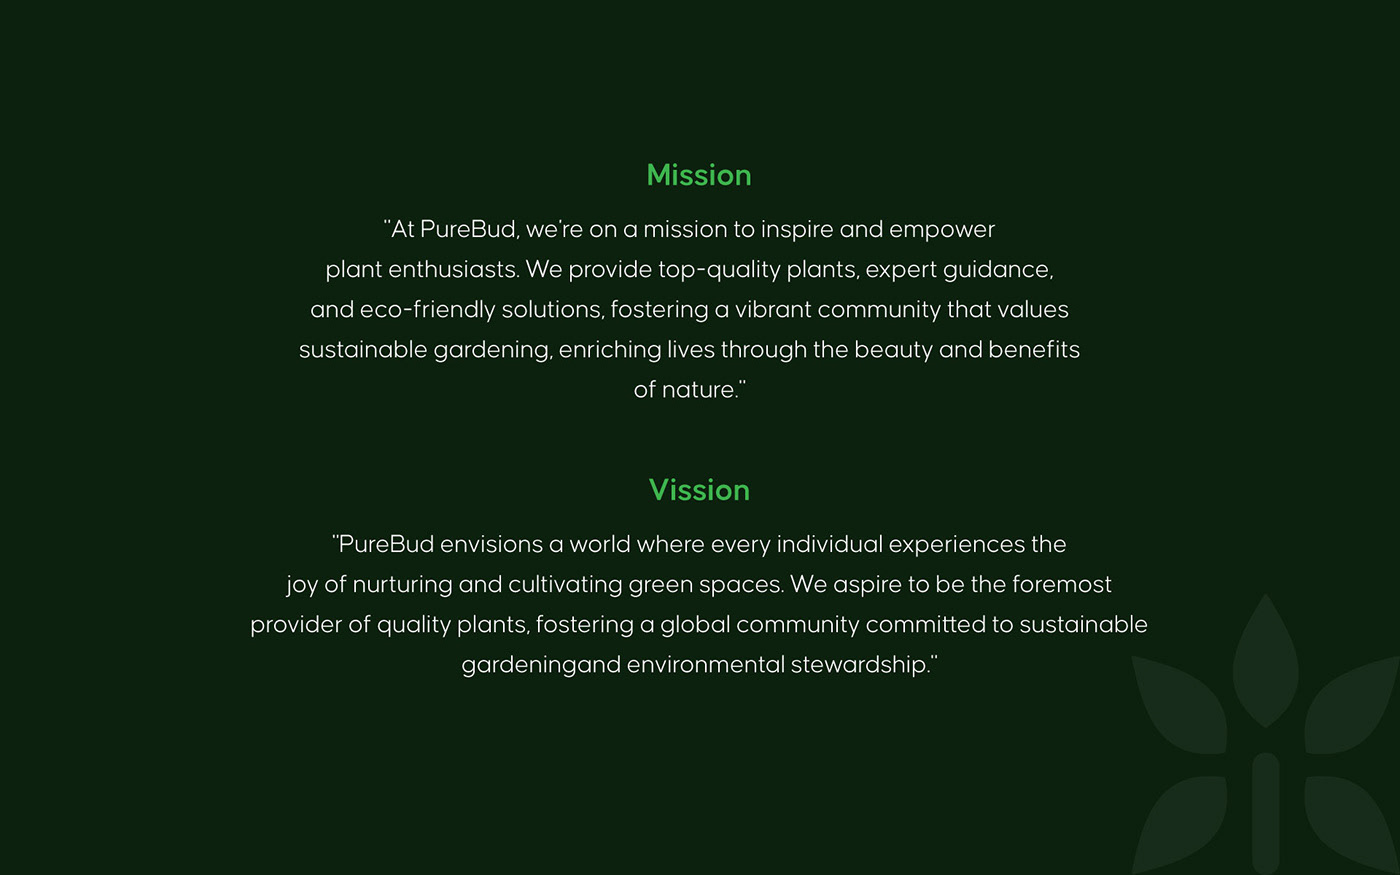 Mission
"At PureBud, we're on a mission to inspire and empower
plant enthusiasts. We provide top-quality plants, expert guidance,
and eco-friendly solutions, fostering a vibrant community that values
sustainable gardening, enriching lives through the beauty and benefits
of nature."
Vission
"PureBud envisions a world where every individual experiences the
joy of nurturing and cultivating green spaces. We aspire to be the foremost
provider of quality plants, fostering a global community committed to sustainable
gardeningand environmental stewardship."